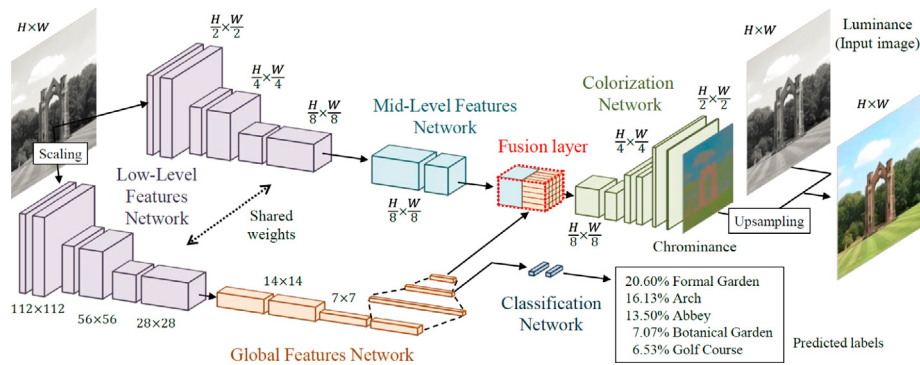 H×W
Scaling
H/2×W/2
H/4×W/4
H/8×W/8
Low-Level
Features
Network
Shared
weights
112×112
56×56
28×28
14×14
7×7
Global Features Network
Mid-Level Features
Network
H/8×W/8
Fusion layer
Colorization
Network
H/8×W/8
H/4×W/4
H/2×W/2
Chrominance
Classification
Network
20.60% Formal Garden
16.13% Arch
13.50% Abbey
7.07% Botanical Garden
6.53% Golf Course
Predicted labels
H×W
Luminance
(Input image)
Upsampling
H×W